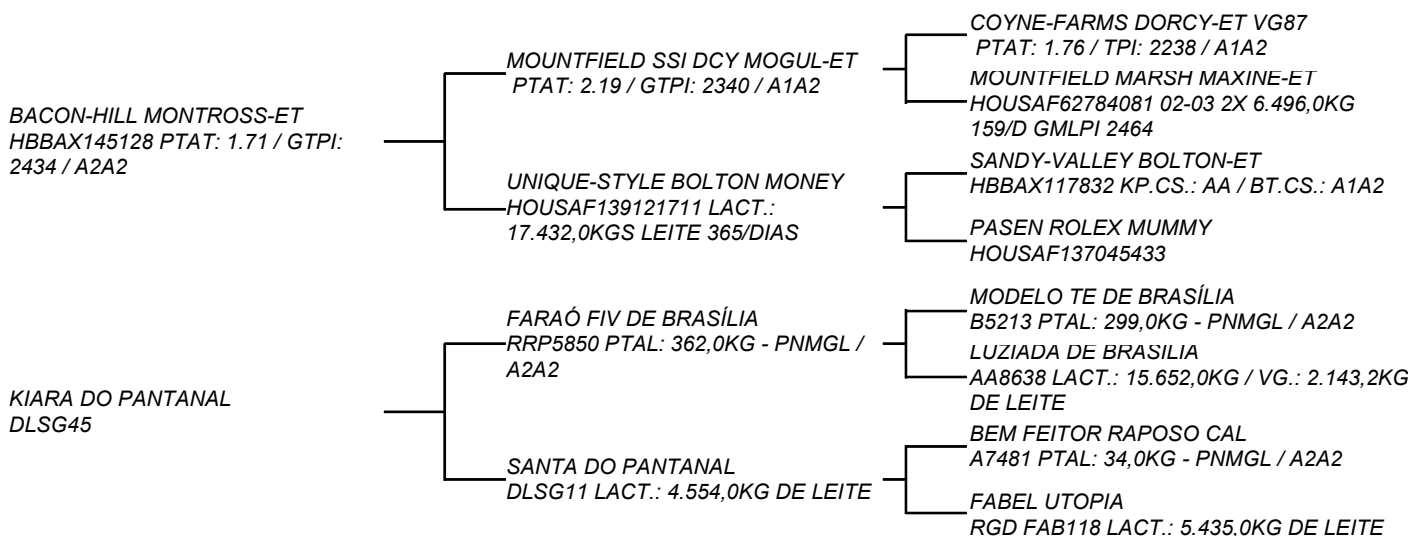 BACON-HILL MONTROSS-ET
HBBAX145128 PTAT: 1.71 / GTPI:
2434 / A2A2
MOUNTFIELD SSI DCY MOGUL-ET
PTAT: 2.19 / GTPI: 2340 / A1A2
COYNE-FARMS DORCY-ET VG87
PTAT: 1.76 / TPI: 2238 / A1A2
MOUNTFIELD MARSH MAXINE-ET
HOUSAF62784081 02-03 2X 6.496,0KG
159/D GMLPI 2464
UNIQUE-STYLE BOLTON MONEY
HOUSAF139121711 LACT.:
17.432,0KGS LEITE 365/DIAS
SANDY-VALLEY BOLTON-ET
HBBAX117832 KP.CS.: AA / BT.CS.: A1A2
PASEN ROLEX MUMMY
HOUSAF137045433
KIARA DO PANTANAL
DLSG45
FARAÓ FIV DE BRASÍLIA
RRP5850 PTAL: 362,0KG - PNMGL /
A2A2
MODELO TE DE BRASÍLIA
B5213 PTAL: 299,0KG - PNMGL / A2A2
LUZIADA DE BRASILIA
AA8638 LACT.: 15.652,0KG / VG.: 2.143,2KG
DE LEITE
SANTA DO PANTANAL
DLSG11 LACT.: 4.554,0KG DE LEITE
BEM FEITOR RAPOSO CAL
A7481 PTAL: 34,0KG - PNMGL / A2A2
FABEL UTOPIA
RGD FAB118 LACT.: 5.435,0KG DE LEITE